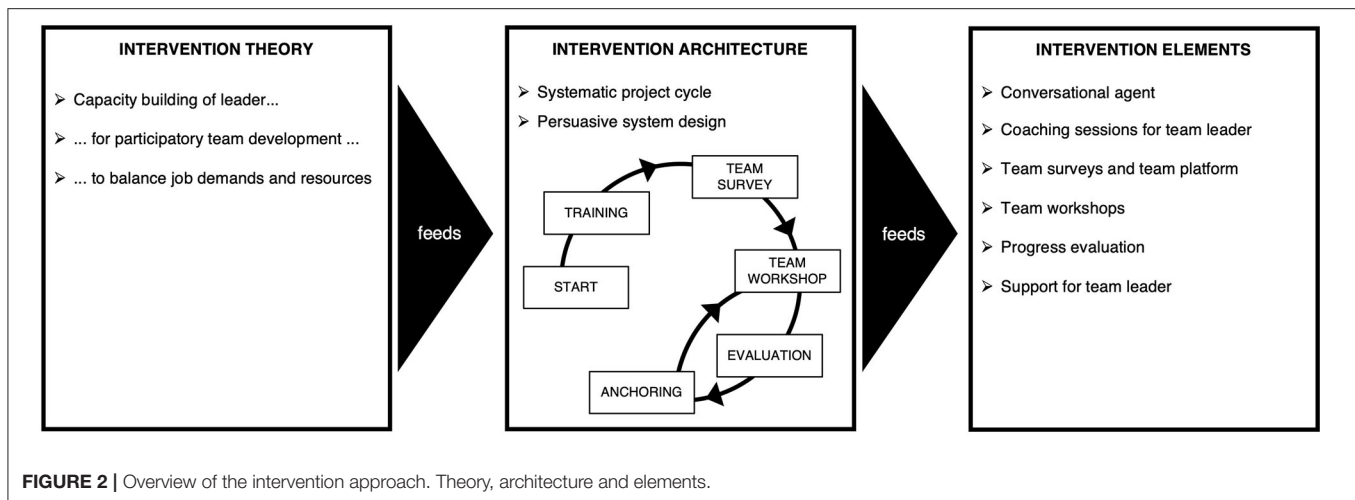 INTERVENTION THEORY
➢ Capacity building of leader...
➢ ... for participatory team development ...
➢ ... to balance job demands and resources
feeds
INTERVENTION ARCHITECTURE
➢ Systematic project cycle
➢ Persuasive system design
START
TRAINING
TEAM
SURVEY
TEAM
WORKSHOP
EVALUATION
ANCHORING
feeds
INTERVENTION ELEMENTS
➢ Conversational agent
➢ Coaching sessions for team leader
➢ Team surveys and team platform
➢ Team workshops
➢ Progress evaluation
➢ Support for team leader
FIGURE 2 | Overview of the intervention approach. Theory, architecture and elements.